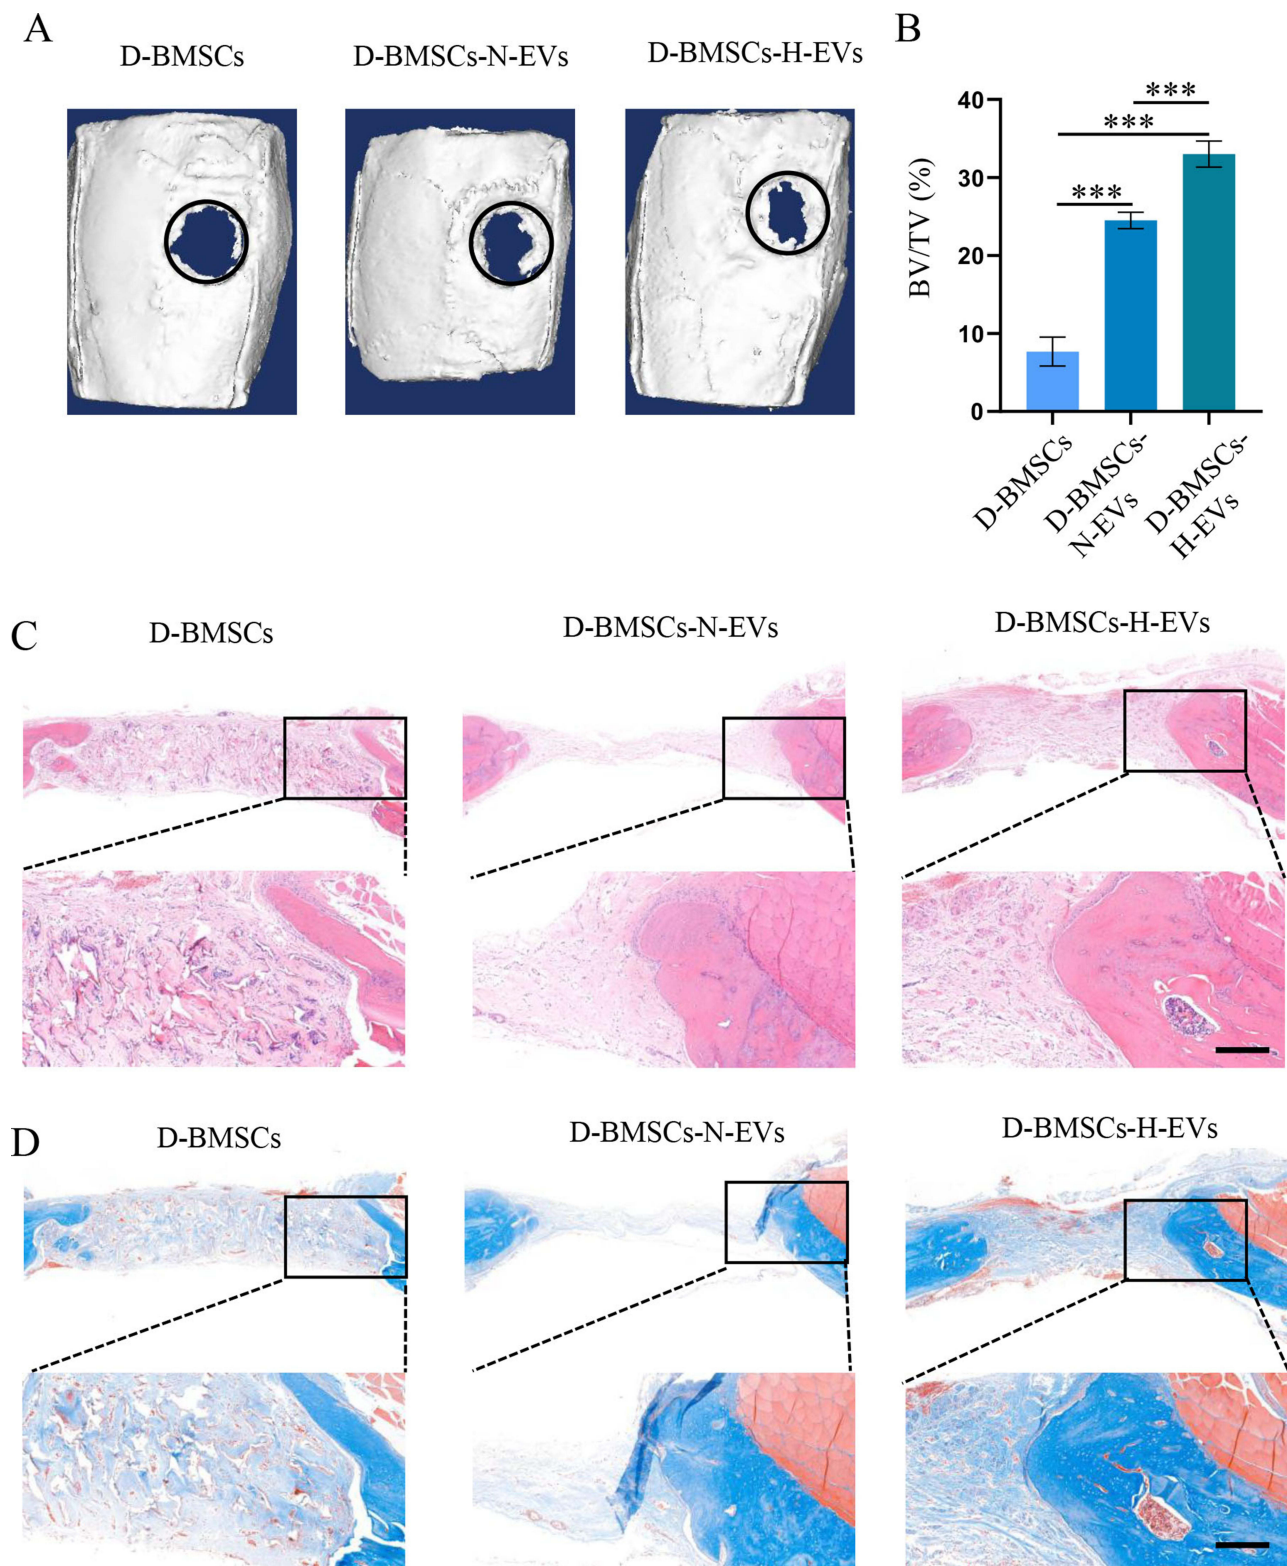 A
D-BMSCs
D-BMSCs-N-EVs
D-BMSCs-H-EVs
B
***
***
***
BV/TV (%)
40
30
20
10
0
D-BMSCs
D-BMSCs-
N-EVs
D-BMSCs-
H-EVs
C
D-BMSCs
D-BMSCs-N-EVs
D-BMSCs-H-EVs
D
D-BMSCs
D-BMSCs-N-EVs
D-BMSCs-H-EVs